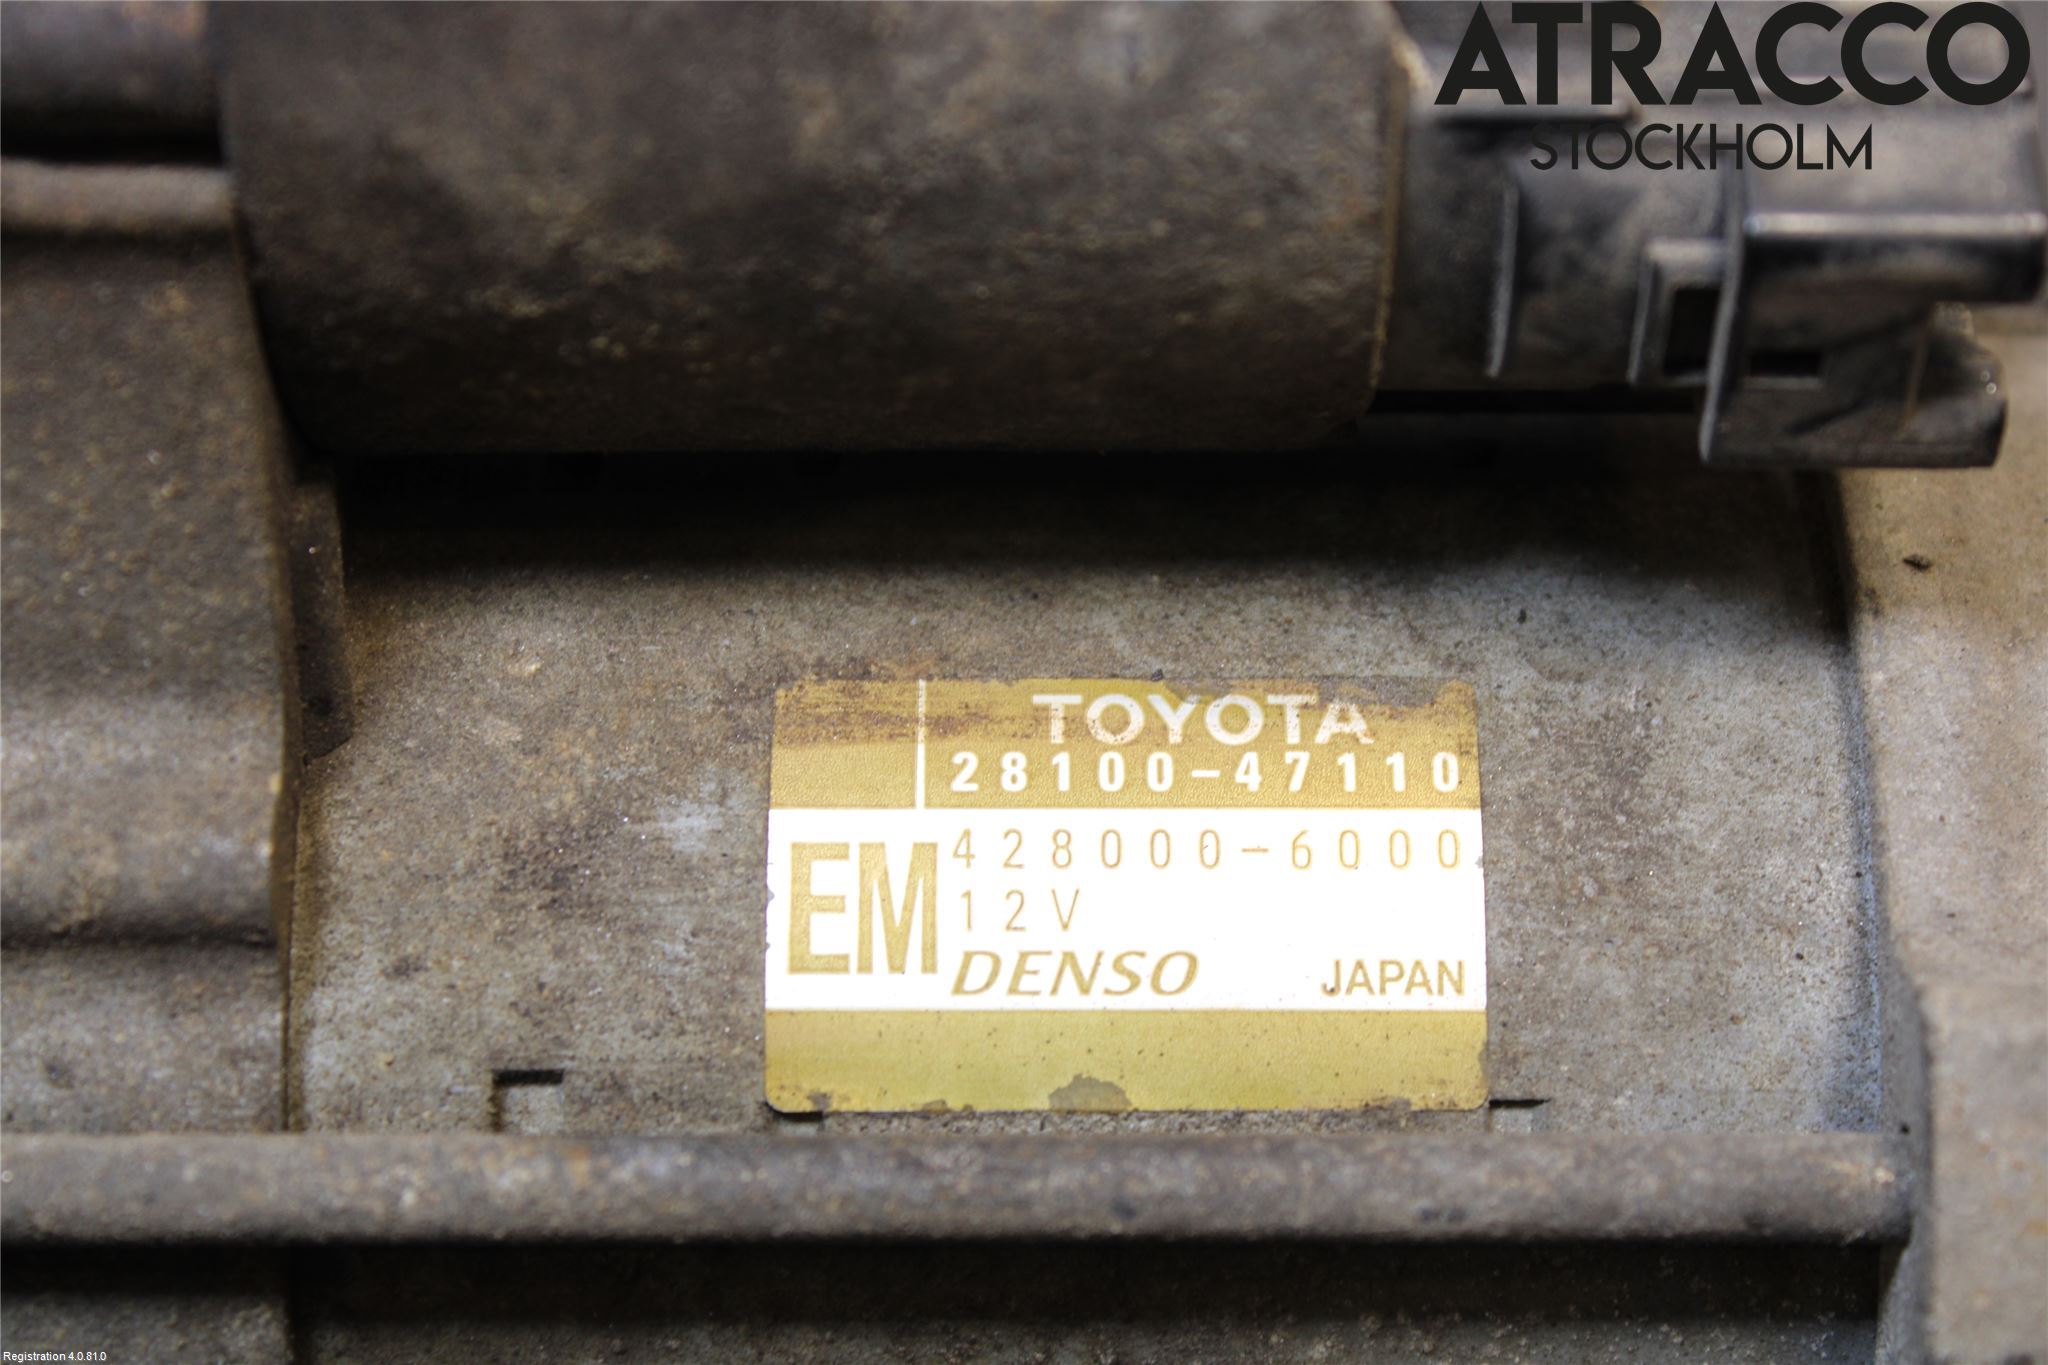 ATRACCO
STOCKHOLM
TOYOTA
28100-47110
EM
428000-6000
12V
DENSO JAPAN
Registration 4.0.81.0